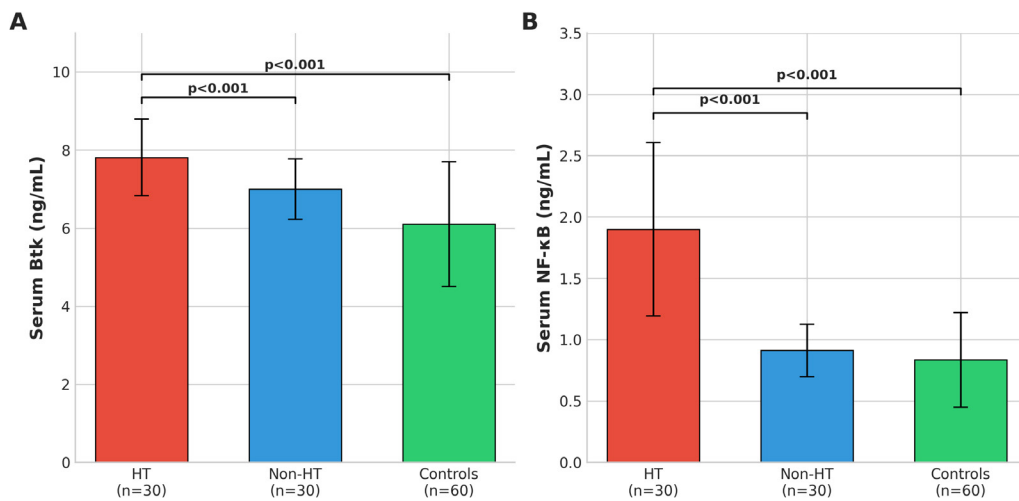 A
Serum Btk (ng/mL)
10
8
6
4
2
0
p<0.001
p<0.001
HT
(n=30)
Non-HT
(n=30)
Controls
(n=60)
B
Serum NF-κB (ng/mL)
3.5
3.0
2.5
2.0
1.5
1.0
0.5
0.0
p<0.001
p<0.001
HT
(n=30)
Non-HT
(n=30)
Controls
(n=60)